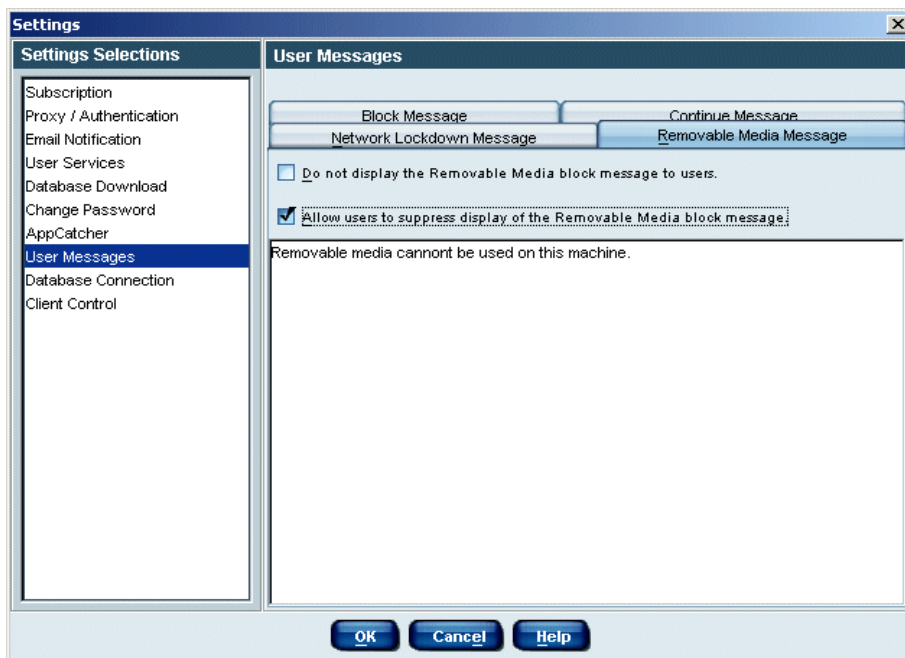 Settings
Settings Selections
Subscription
Proxy / Authentication
Email Notification
User Services
Database Download
Change Password
AppCatcher
User Messages
Database Connection
Client Control
User Messages
Block Message
Continue Message
Network Lockdown Message
Removable Media Message
Do not display the Removable Media block message to users.
Allow users to suppress display of the Removable Media block message.
Removable media cannont be used on this machine.
OK
Cancel
Help